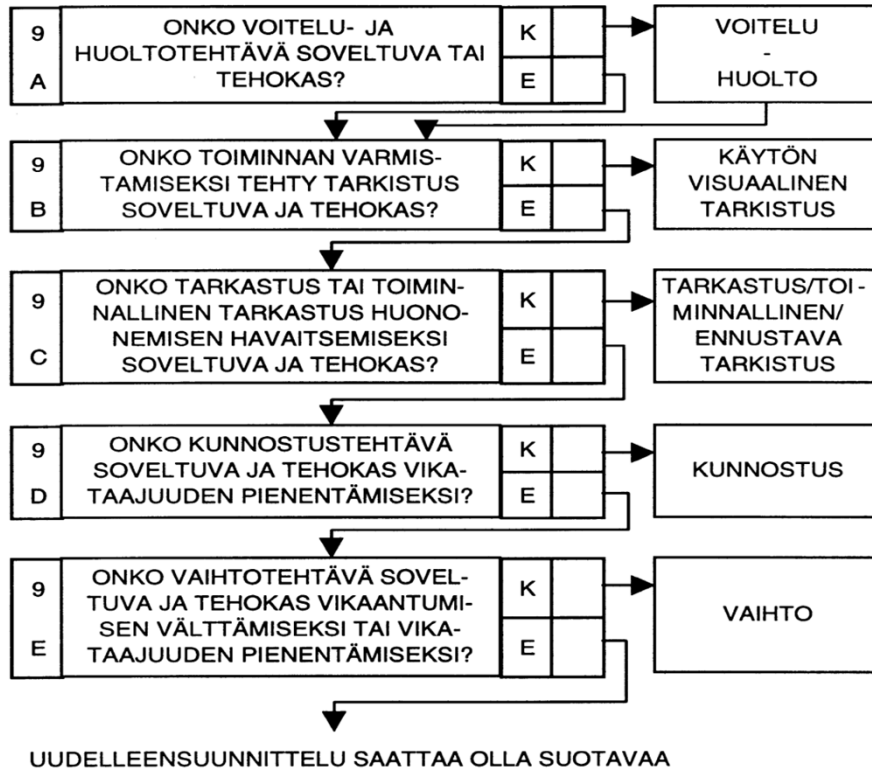 9
A
ONKO VOITELU- JA
HUOLTOTEHTÄVÄ SOVELTUVA TAI
TEHOKAS?
K
E
VOITELU
-
HUOLTO
9
B
ONKO TOIMINNAN VARMIS-
TAMISEKSI TEHTY TARKISTUS
SOVELTUVA JA TEHOKAS?
K
E
KÄYTÖN
VISUAALINEN
TARKISTUS
9
C
ONKO TARKASTUS TAI TOIMIN-
NALLINEN TARKASTUS HUONO-
NEMISEN HAVAITSEMISEKSI
SOVELTUVA JA TEHOKAS?
K
E
TARKASTUS/TOI-
MINNALLINEN/
ENNUSTAVA
TARKISTUS
9
D
ONKO KUNNOSTUSTEHTÄVÄ
SOVELTUVA JA TEHOKAS VIKA-
TAAJUUDEN PIENENTÄMISEKSI?
K
E
KUNNOSTUS
9
E
ONKO VAIHTOTEHTÄVÄ SOVEL-
TUVA JA TEHOKAS VIKAANTUMI-
SEN VÄLTTÄMISEKSI TAI VIKA-
TAAJUUDEN PIENENTÄMISEKSI?
K
E
VAIHTO
UUDELLEENSUUNNITTELU SAATTAA OLLA SUOTAVAA